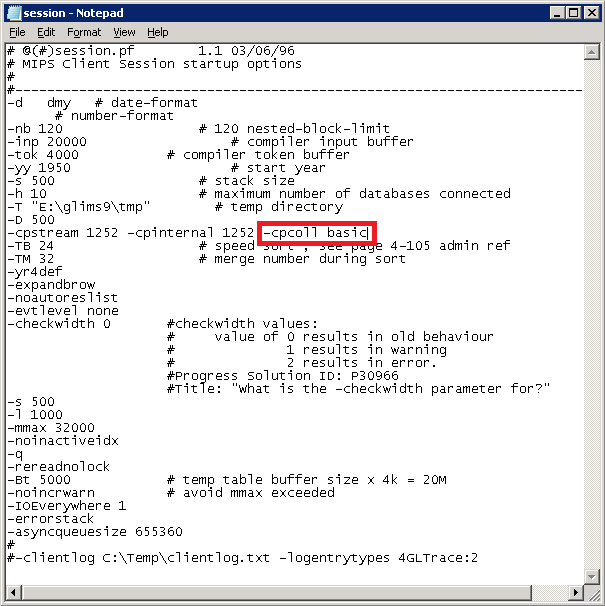 session - Notepad
File Edit Format View Help
# @(#)session.pf 1.1 03/06/96
# MIPS Client Session startup options
#
#-----------------------------------------------------------------------
-d dmy # date-format
# number-format
-nb 120 # 120 nested-block-limit
-inp 20000 # compiler input buffer
-tok 4000 # compiler token buffer
-yy 1950 # start year
-s 500 # stack size
-h 10 # maximum number of databases connected
-T "E:\glims9\tmp" # temp directory
-D 500
-cpstream 1252 -cpinternal 1252 -cpcoll basic
-TB 24 # speed sort , see page 4-105 admin ref
-TM 32 # merge number during sort
-yr4def
-expandbrow
-noautoreslist
-evtlevel none
-checkwidth 0 #checkwidth values:
# value of 0 results in old behaviour
# 1 results in warning
# 2 results in error.
#Progress Solution ID: P30966
#Title: "What is the -checkwidth parameter for?"
-s 500
-l 1000
-mmax 32000
-noinactiveidx
-q
-rereadnolock
-Bt 5000 # temp table buffer size x 4k = 20M
-noincrwarn # avoid mmax exceeded
-IOEverywhere 1
-errorstack
-asyncqueuesize 655360
#
#-clientlog C:\Temp\clientlog.txt -logentrytypes 4GLTrace:2